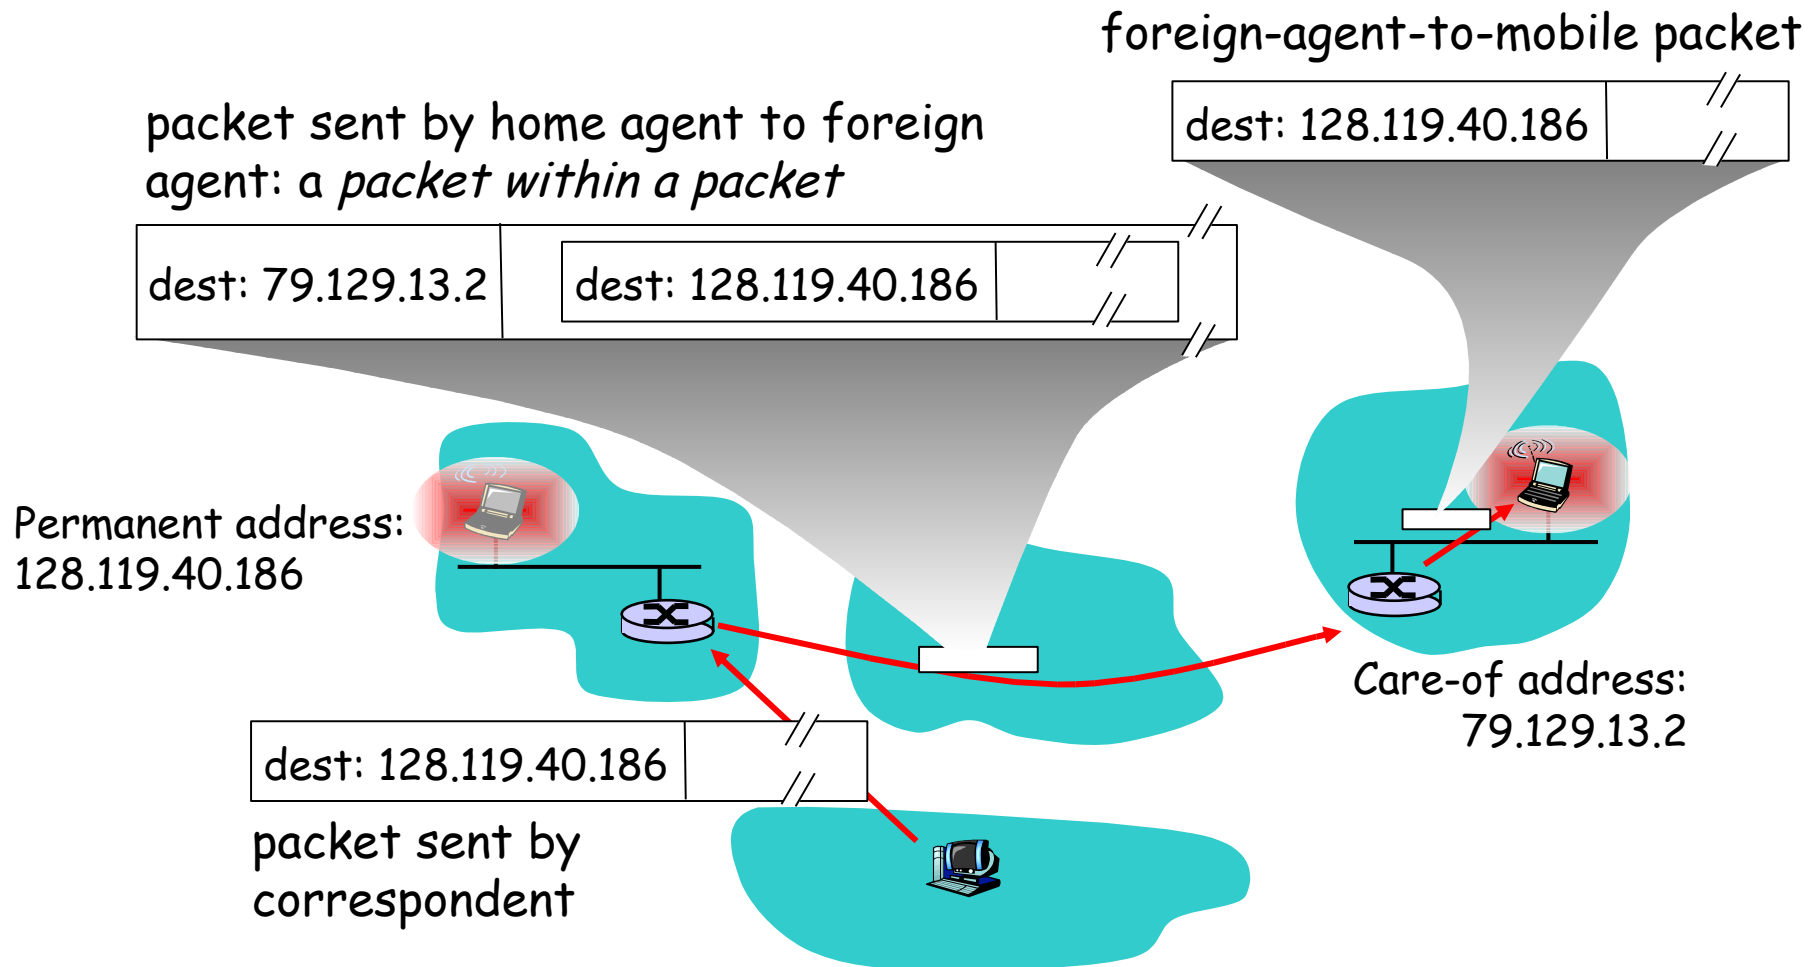 foreign-agent-to-mobile packet
dest: 128.119.40.186
packet sent by home agent to foreign
agent: a packet within a packet
dest: 79.129.13.2
dest: 128.119.40.186
Permanent address:
128.119.40.186
Care-of address:
79.129.13.2
dest: 128.119.40.186
packet sent by
correspondent